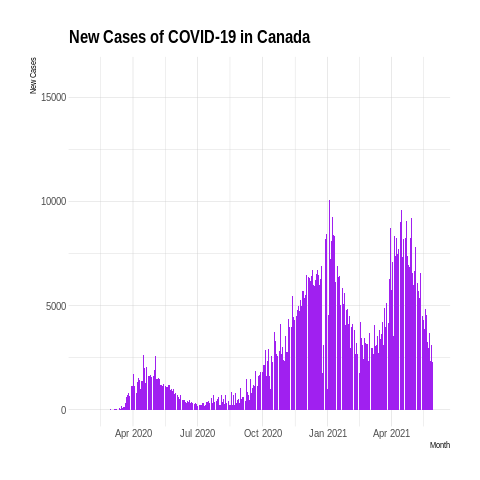 New Cases of COVID-19 in Canada
New Cases
15000
10000
5000
0
Apr 2020 Jul 2020 Oct 2020 Jan 2021 Apr 2021
Month